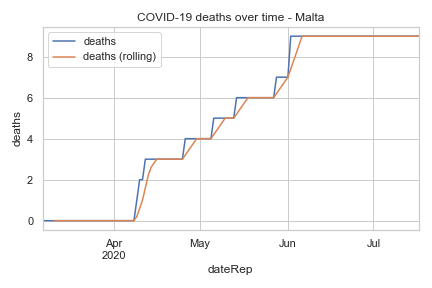 COVID-19 deaths over time - Malta
deaths
deaths (rolling)
deaths
8
6
4
2
0
Apr
2020
May
Jun
Jul
dateRep